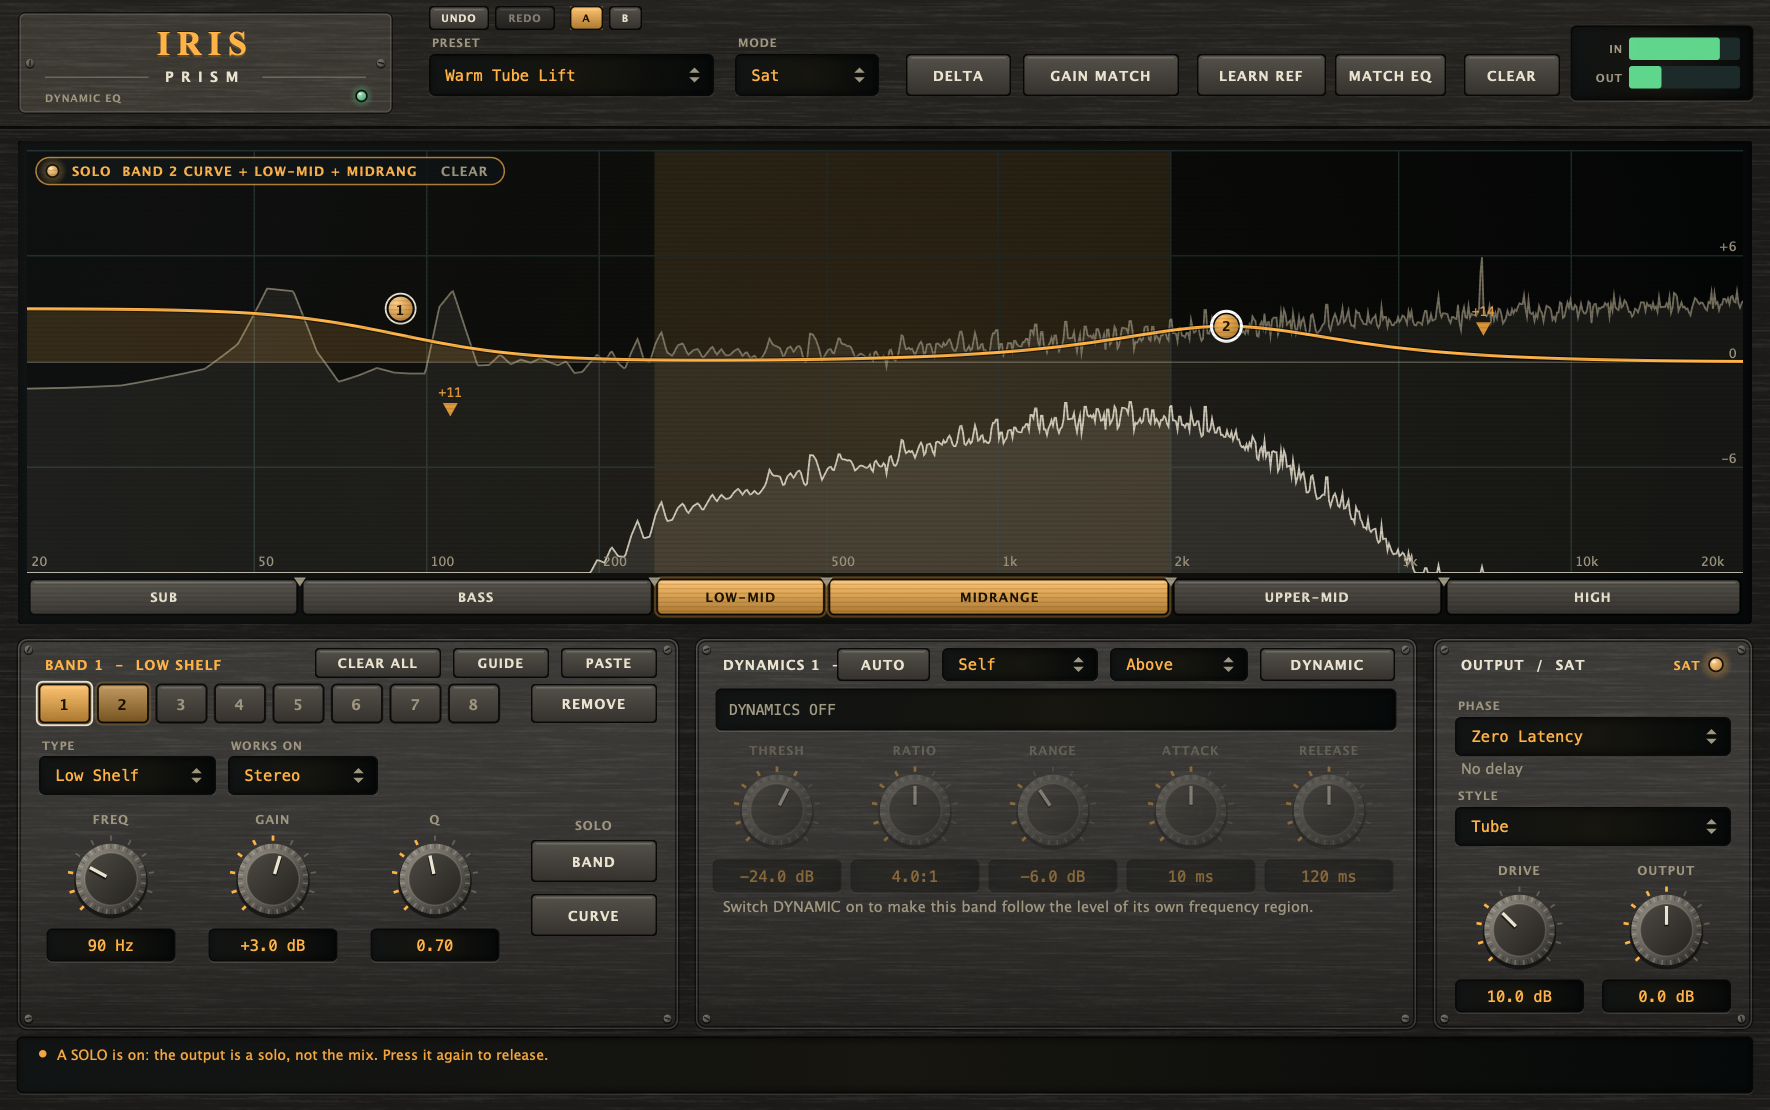 UNDO REDO A B
IRIS
PRISM
DYNAMIC EQ
PRESET
Warm Tube Lift
MODE
Sat
DELTA GAIN MATCH LEARN REF MATCH EQ CLEAR
IN
OUT
SOLO BAND 2 CURVE + LOW-MID + MIDRANG CLEAR
+6
+14
1
2
0
+11
-6
20 50 100 200 500 1k 2k 5k 10k 20k
SUB BASS LOW-MID MIDRANGE UPPER-MID HIGH
BAND 1 - LOW SHELF CLEAR ALL GUIDE PASTE
1 2 3 4 5 6 7 8 REMOVE
TYPE WORKS ON
Low Shelf Stereo
FREQ GAIN Q SOLO
BAND
CURVE
90 Hz +3.0 dB 0.70
DYNAMICS 1 - AUTO Self Above DYNAMIC
DYNAMICS OFF
THRESH RATIO RANGE ATTACK RELEASE
-24.0 dB 4.0:1 -6.0 dB 10 ms 120 ms
Switch DYNAMIC on to make this band follow the level of its own frequency region.
OUTPUT / SAT SAT
PHASE
Zero Latency
No delay
STYLE
Tube
DRIVE OUTPUT
10.0 dB 0.0 dB
A SOLO is on: the output is a solo, not the mix. Press it again to release.